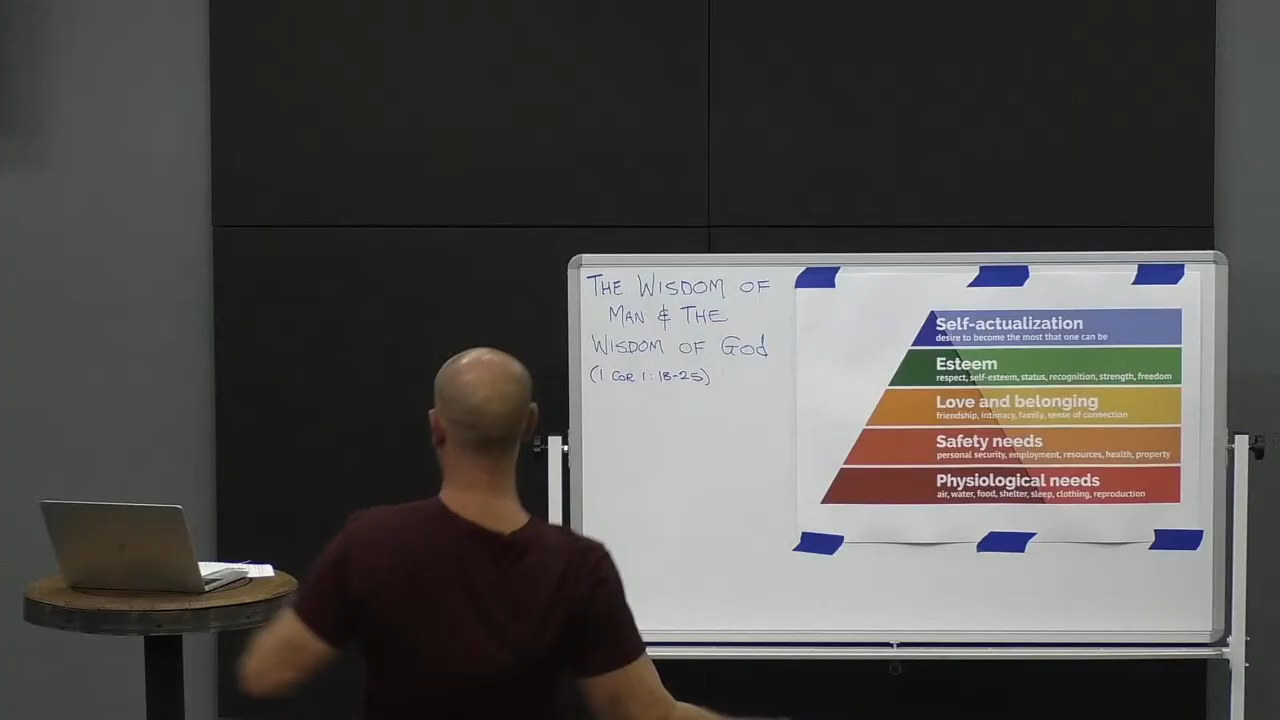 THE WISDOM OF
MAN & THE
WISDOM OF GOd
(1 COR 1:18-25)
Self-actualization
desire to become the most that one can be
Esteem
respect, self-esteem, status, recognition, strength, freedom
Love and belonging
friendship, intimacy, family, sense of connection
Safety needs
personal security, employment, resources, health, property
Physiological needs
air, water, food, shelter, sleep, clothing, reproduction